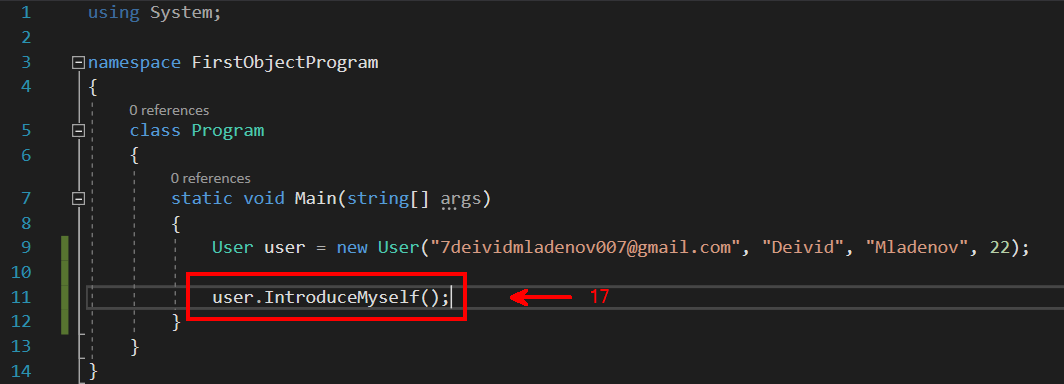 1 using System;
2
3 namespace FirstObjectProgram
4 {
0 references
5 class Program
6 {
0 references
7 static void Main(string[] args)
8 {
9 User user = new User("7deividmladenov007@gmail.com", "Deivid", "Mladenov", 22);
10
11 user.IntroduceMyself(); 17
12 }
13 }
14 }